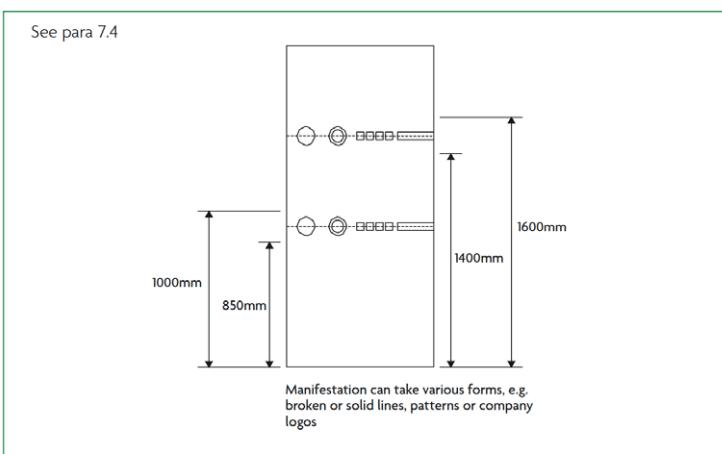 See para 7.4
1600mm
1400mm
1000mm
850mm
Manifestation can take various forms, e.g.
broken or solid lines, patterns or company
logos